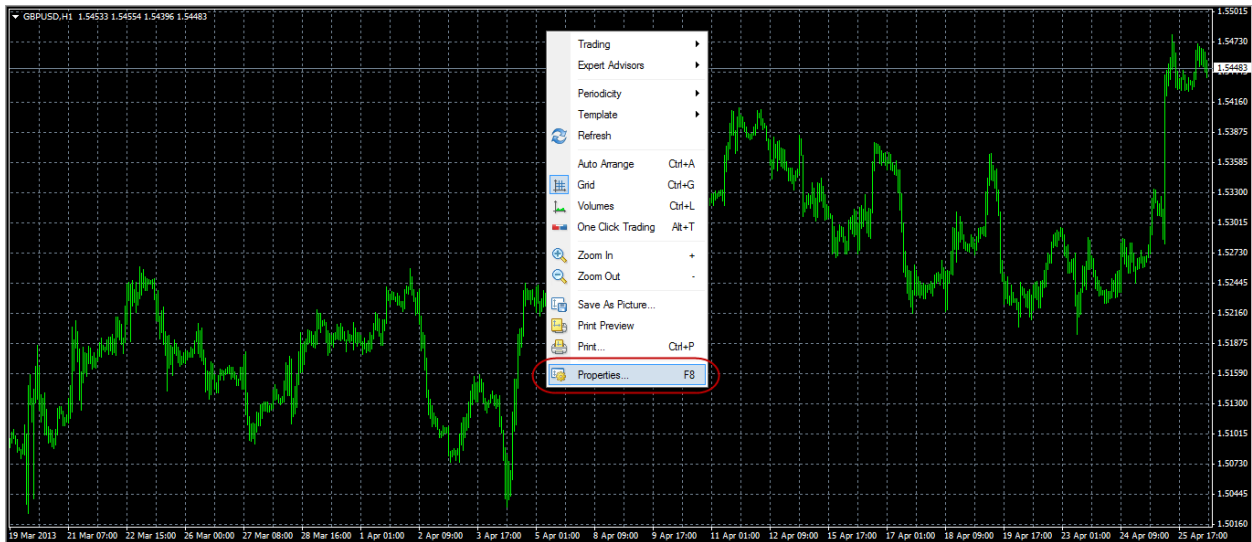 GBPUSD,H1 1.54533 1.54554 1.54396 1.54483
Trading
Expert Advisors
Periodicity
Template
Refresh
Auto Arrange Ctrl+A
Grid Ctrl+G
Volumes Ctrl+L
One Click Trading Alt+T
Zoom In +
Zoom Out -
Save As Picture...
Print Preview
Print... Ctrl+P
Properties... F8
1.55015
1.54730
1.54483
1.54160
1.53875
1.53585
1.53300
1.53015
1.52730
1.52445
1.52160
1.51875
1.51590
1.51300
1.51015
1.50730
1.50445
1.50160
19 Mar 2013 21 Mar 07:00 22 Mar 15:00 26 Mar 00:00 27 Mar 08:00 28 Mar 16:00 1 Apr 01:00 2 Apr 09:00 3 Apr 17:00 5 Apr 01:00 8 Apr 09:00 9 Apr 17:00 11 Apr 01:00 12 Apr 09:00 15 Apr 17:00 17 Apr 01:00 18 Apr 09:00 19 Apr 17:00 23 Apr 01:00 24 Apr 09:00 25 Apr 17:00